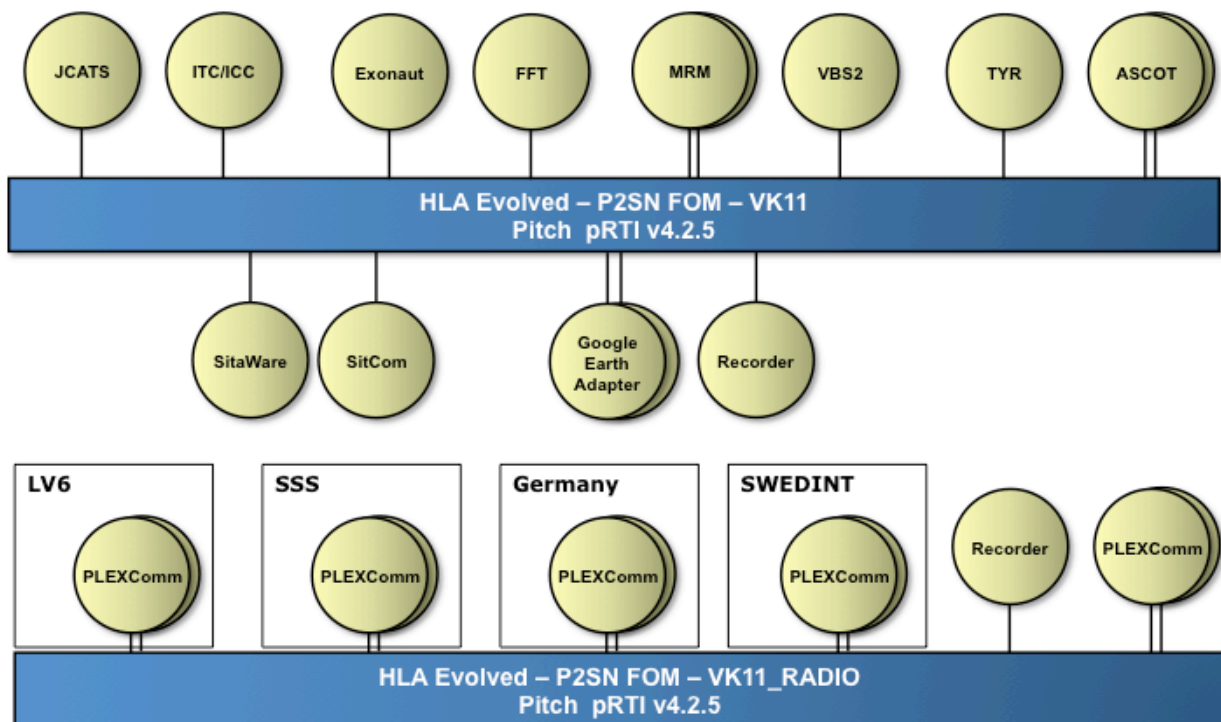 JCATS
ITC/ICC
Exonaut
FFT
MRM
VBS2
TYR
ASCOT
HLA Evolved – P2SN FOM – VK11
Pitch pRTI v4.2.5
SitaWare
SitCom
Google
Earth
Adapter
Recorder
LV6
SSS
Germany
SWEDINT
PLEXComm
PLEXComm
PLEXComm
PLEXComm
Recorder
PLEXComm
HLA Evolved – P2SN FOM – VK11_RADIO
Pitch pRTI v4.2.5